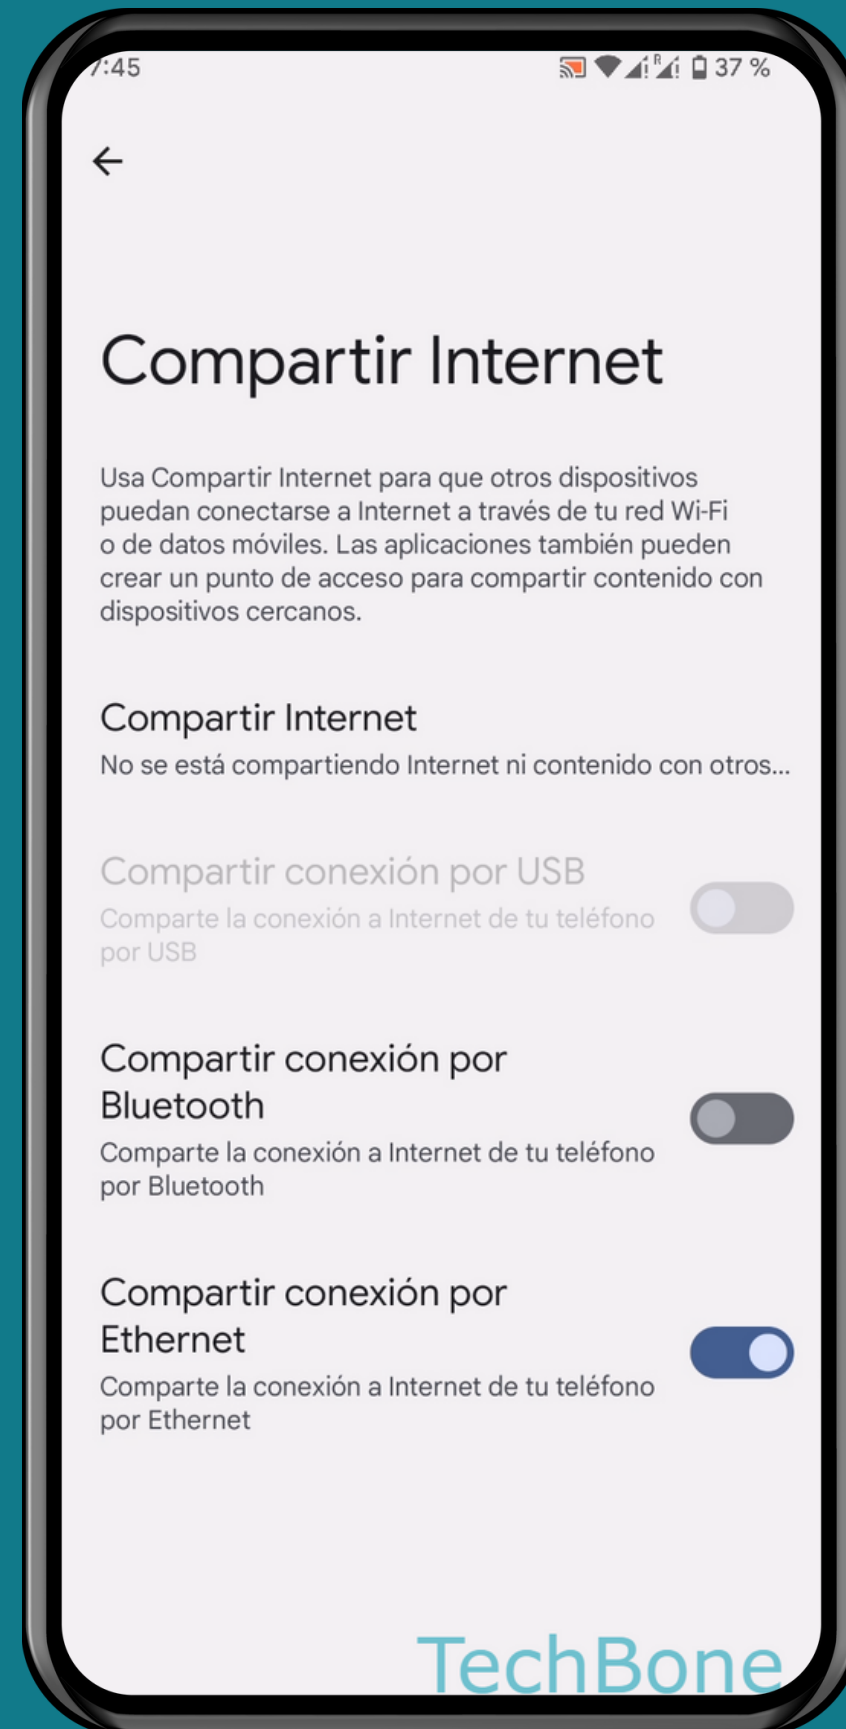 7:45
R
37 %
Compartir Internet
Usa Compartir Internet para que otros dispositivos
puedan conectarse a Internet a través de tu red Wi-Fi
o de datos móviles. Las aplicaciones también pueden
crear un punto de acceso para compartir contenido con
dispositivos cercanos.
Compartir Internet
No se está compartiendo Internet ni contenido con otros...
Compartir conexión por USB
Comparte la conexión a Internet de tu teléfono
por USB
Compartir conexión por
Bluetooth
Comparte la conexión a Internet de tu teléfono
por Bluetooth
Compartir conexión por
Ethernet
Comparte la conexión a Internet de tu teléfono
por Ethernet
TechBone